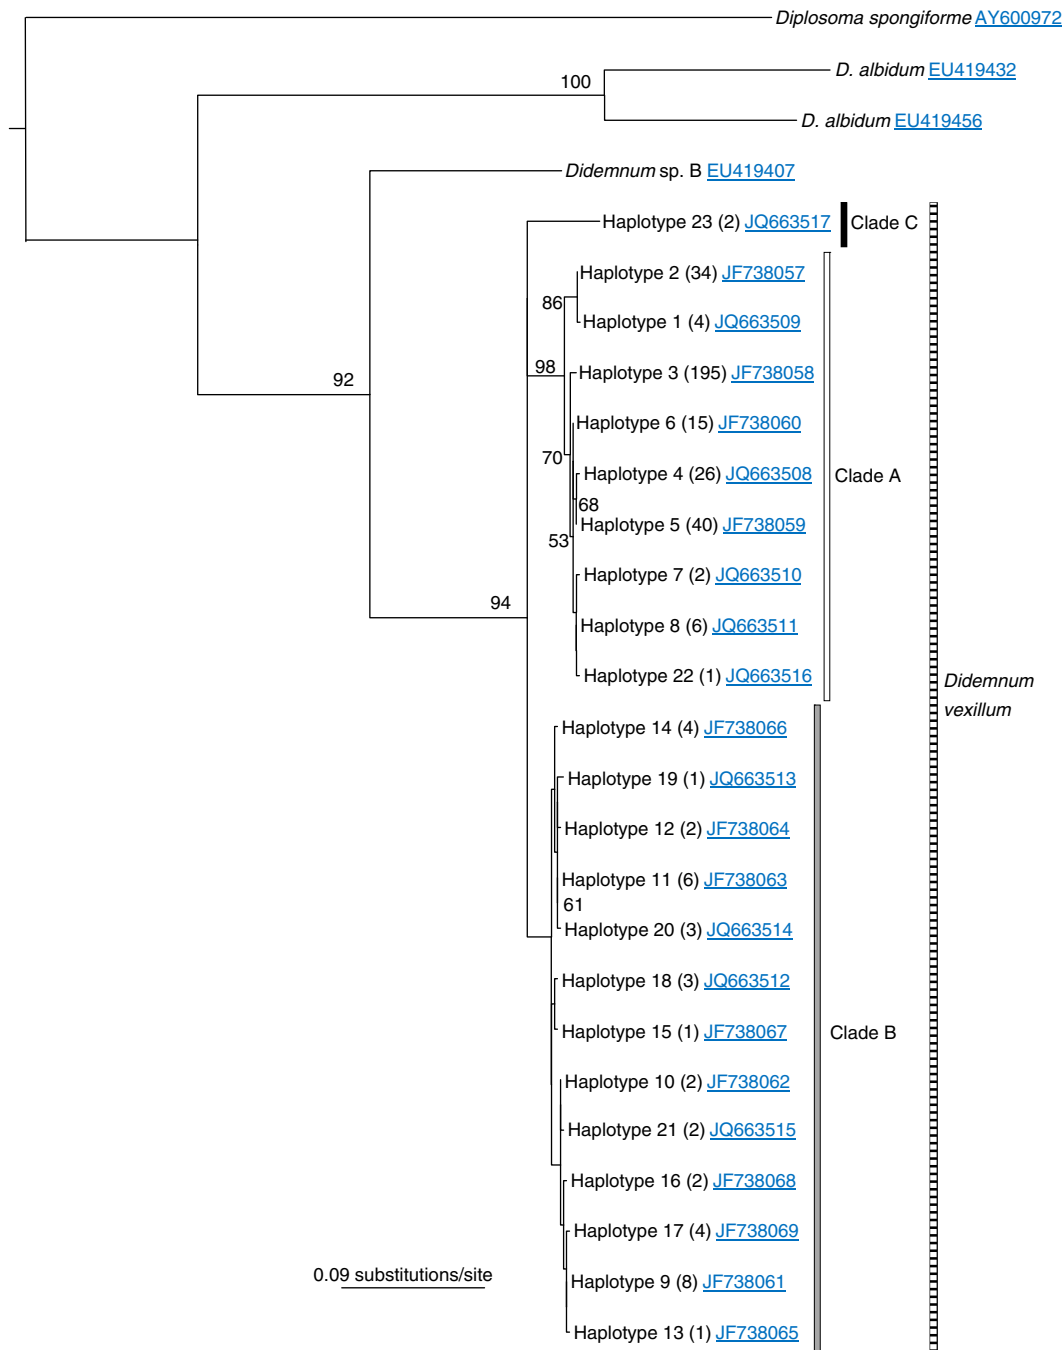 Diplosoma spongiforme AY600972
D. albidum EU419432
100
D. albidum EU419456
Didemnum sp. B EU419407
Haplotype 23 (2) JQ663517
Clade C
Haplotype 2 (34) JF738057
86
Haplotype 1 (4) JQ663509
98
Haplotype 3 (195) JF738058
92
Haplotype 6 (15) JF738060
70
Haplotype 4 (26) JQ663508
Clade A
68
Haplotype 5 (40) JF738059
53
Haplotype 7 (2) JQ663510
94
Haplotype 8 (6) JQ663511
Haplotype 22 (1) JQ663516
Didemnum
vexillum
Haplotype 14 (4) JF738066
Haplotype 19 (1) JQ663513
Haplotype 12 (2) JF738064
Haplotype 11 (6) JF738063
61
Haplotype 20 (3) JQ663514
Haplotype 18 (3) JQ663512
Haplotype 15 (1) JF738067
Clade B
Haplotype 10 (2) JF738062
Haplotype 21 (2) JQ663515
Haplotype 16 (2) JF738068
Haplotype 17 (4) JF738069
0.09 substitutions/site
Haplotype 9 (8) JF738061
Haplotype 13 (1) JF738065